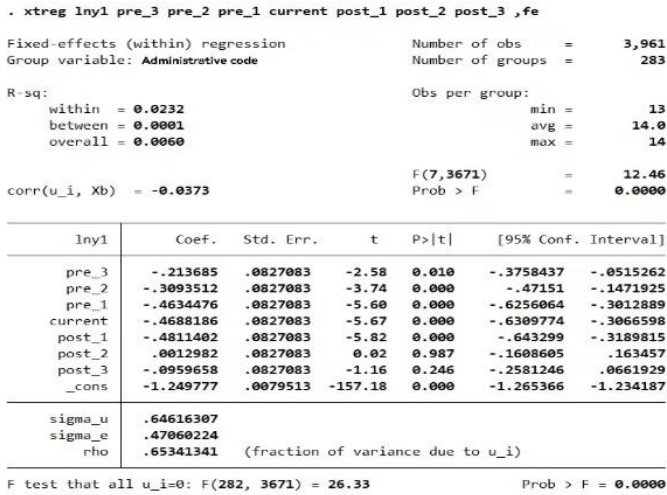 . xtreg lny1 pre_3 pre_2 pre_1 current post_1 post_2 post_3 ,fe
Fixed-effects (within) regression Number of obs = 3,961
Group variable: Administrative code Number of groups = 283
R-sq: Obs per group:
within = 0.0232 min = 13
between = 0.0001 avg = 14.0
overall = 0.0060 max = 14
F(7,3671) = 12.46
corr(u_i, Xb) = -0.0373 Prob > F = 0.0000
lny1 Coef. Std. Err. t P>|t| [95% Conf. Interval]
pre_3 -.213685 .0827083 -2.58 0.010 -.3758437 -.0515262
pre_2 -.3093512 .0827083 -3.74 0.000 -.47151 -.1471925
pre_1 -.4634476 .0827083 -5.60 0.000 -.6256064 -.3012889
current -.4688186 .0827083 -5.67 0.000 -.6309774 -.3066598
post_1 -.4811402 .0827083 -5.82 0.000 -.643299 -.3189815
post_2 .0012982 .0827083 0.02 0.987 -.1608605 .163457
post_3 -.0959658 .0827083 -1.16 0.246 -.2581246 .0661929
_cons -1.249777 .0079513 -157.18 0.000 -1.265366 -1.234187
sigma_u .64616307
sigma_e .47060224
rho .65341341 (fraction of variance due to u_i)
F test that all u_i=0: F(282, 3671) = 26.33 Prob > F = 0.0000